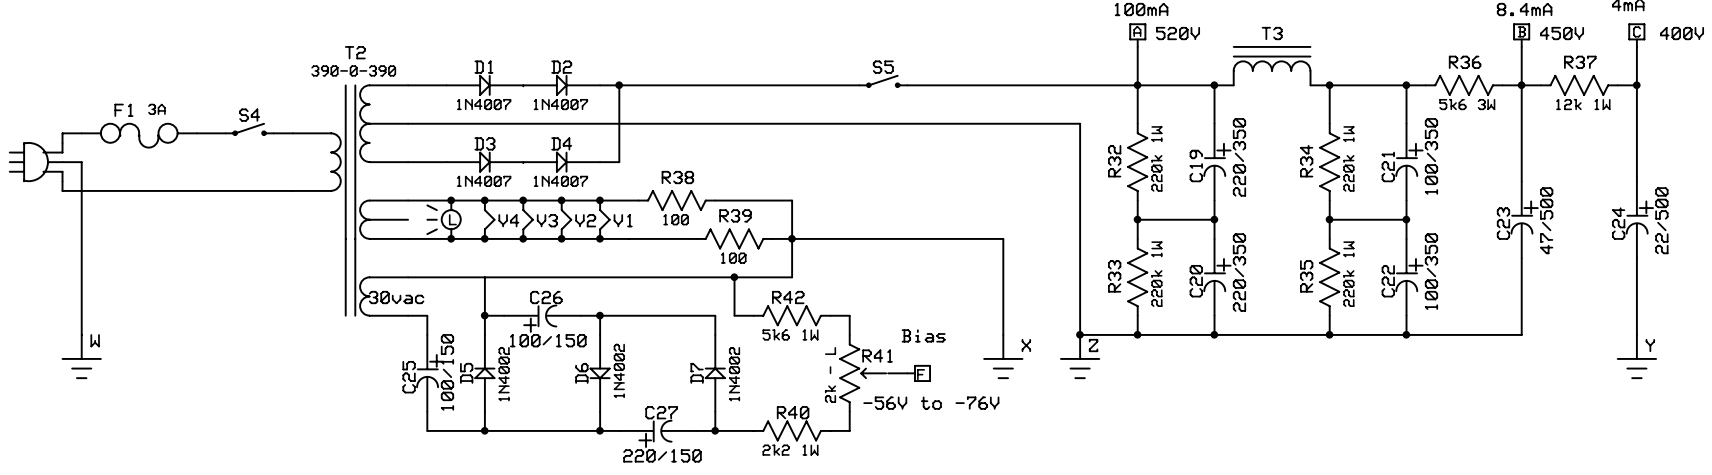 100mA
8.4mA
4mA
A 520V
T3
B 450V
C 400V
T2
390-0-390
D1
D2
S5
R36
R37
1N4007
1N4007
5k6 3W
12k 1W
F1 3A
S4
D3
D4
1N4007
1N4007
R32
220k 1W
C19
220/350
R34
220k 1W
C21
100/350
R38
100
L
V4
V3
V2
V1
R39
100
R33
220k 1W
C20
220/350
R35
220k 1W
C22
100/350
C23
47/500
C24
22/500
30vac
C26
100/150
R42
5k6 1W
Bias
W
X
Z
Y
C25
100/150
D5
1N4002
D6
1N4002
D7
1N4002
R41
2k - L
F
-56V to -76V
C27
220/150
R40
2k2 1W